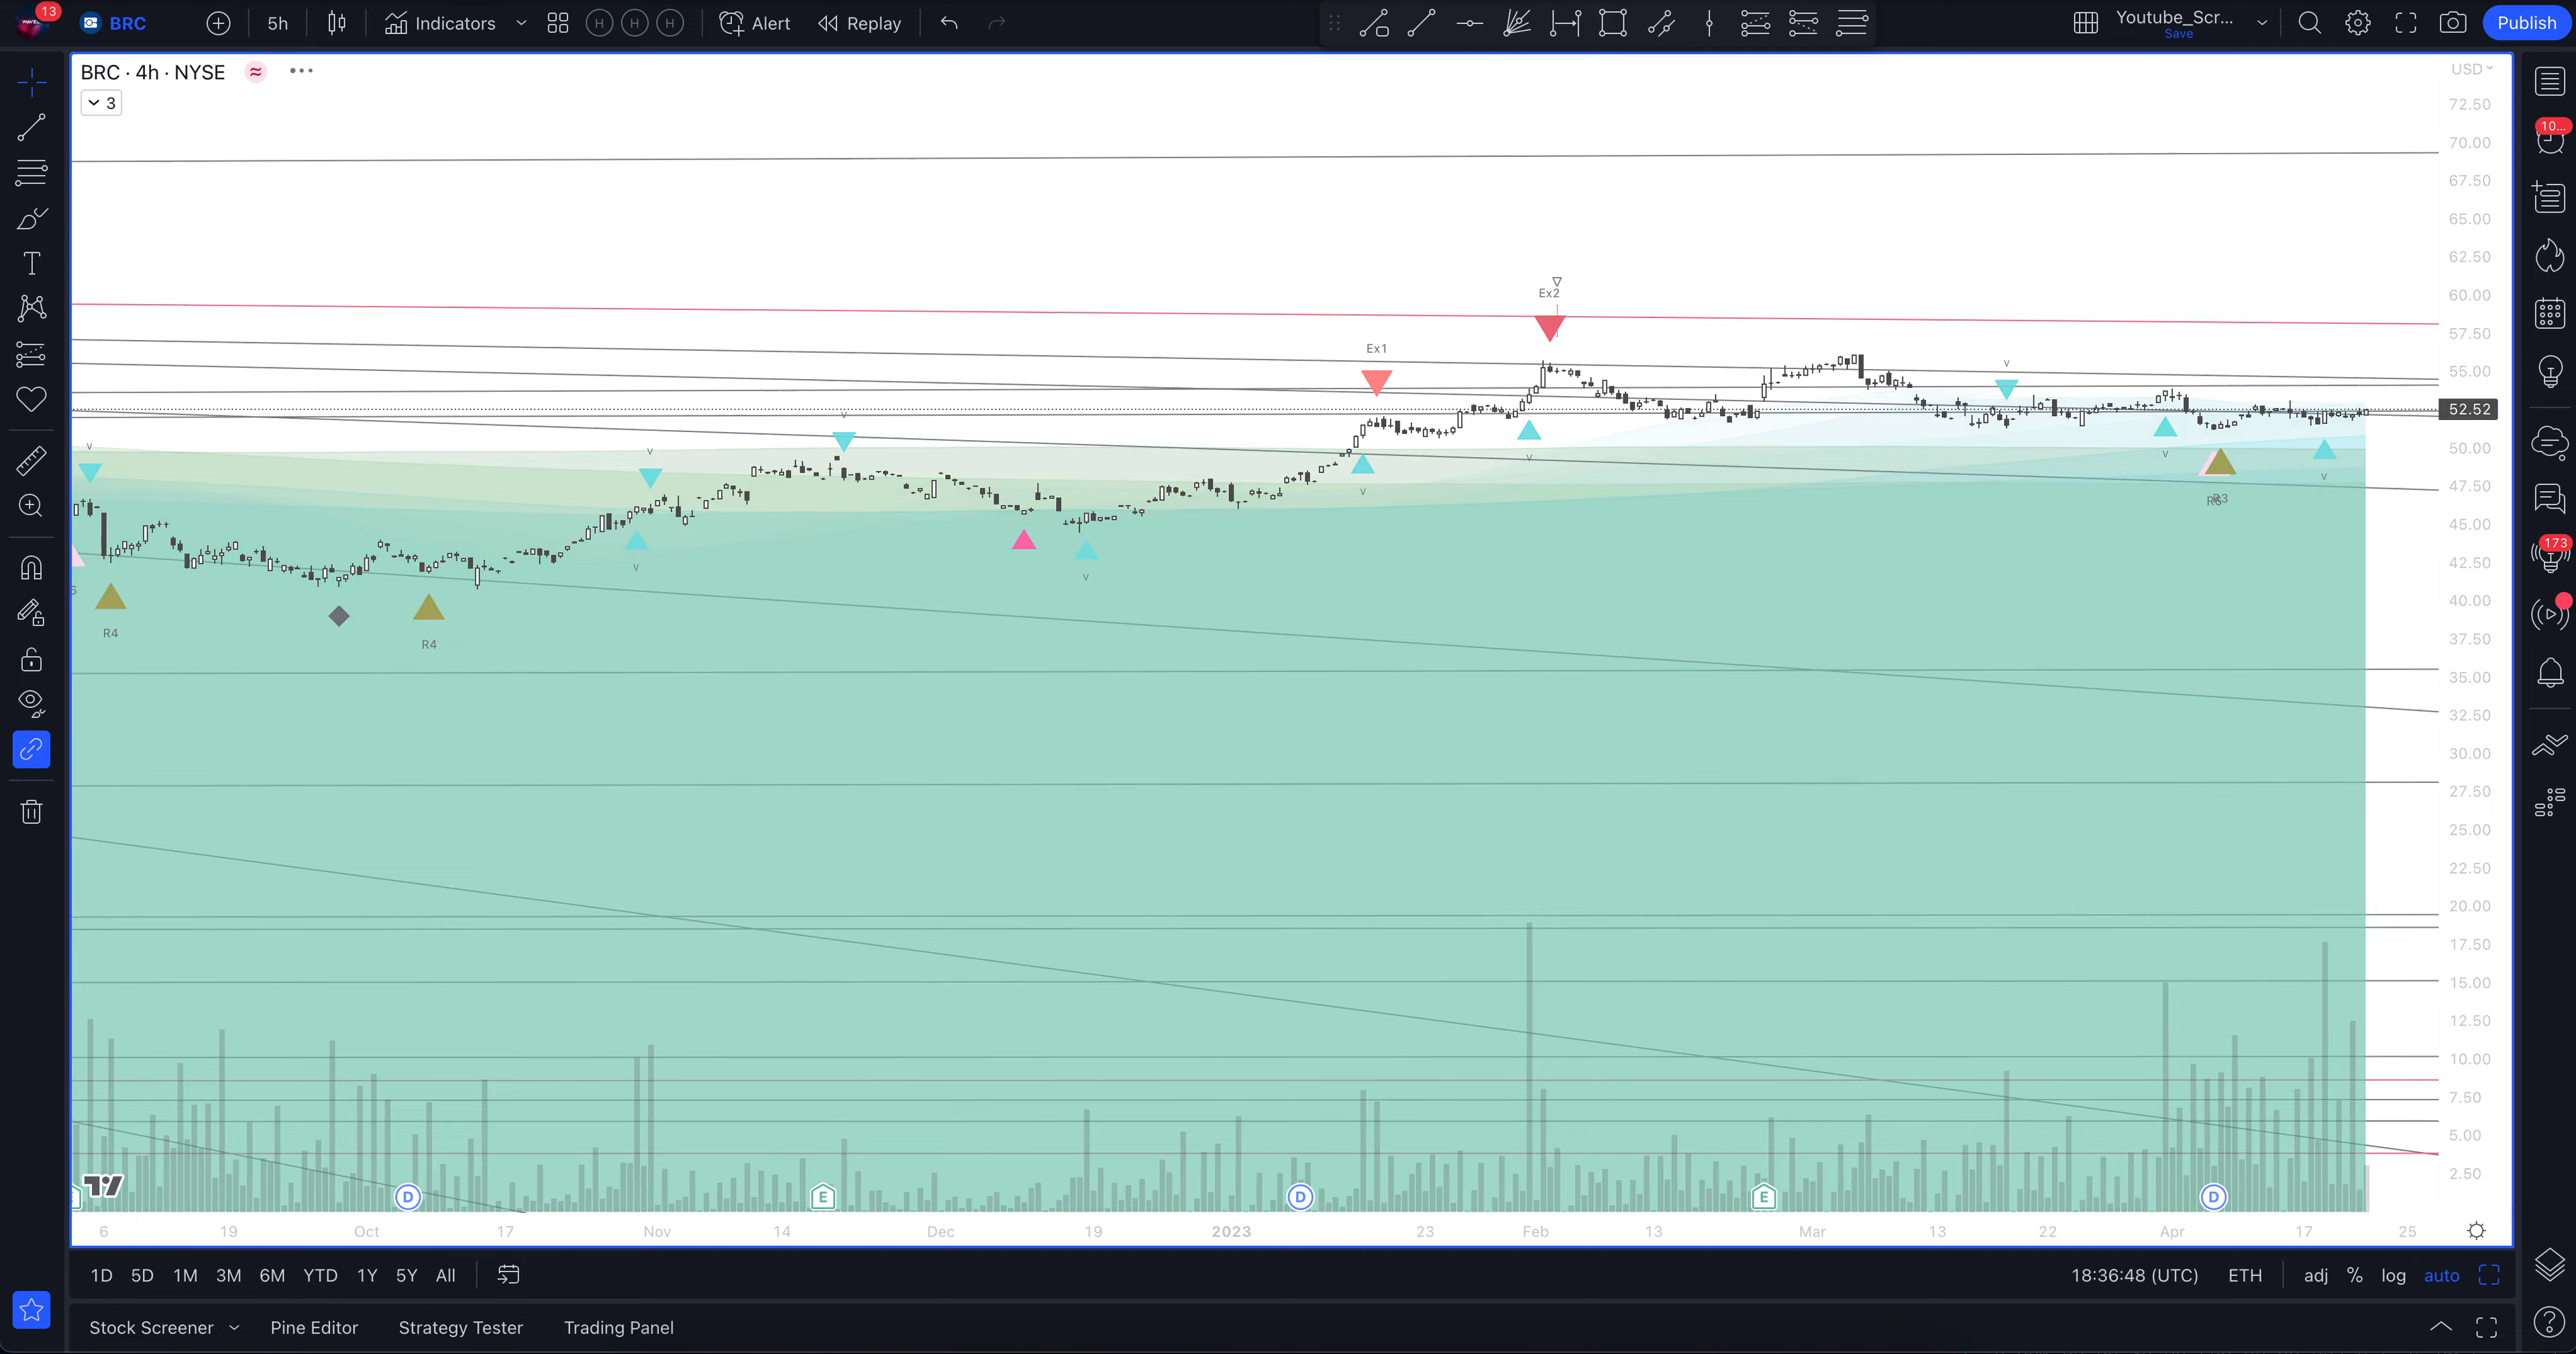 13
BRC
5h
Indicators
H H H
Alert
Replay
Youtube_Scr...
Save
Publish
BRC · 4h · NYSE
3
USD
72.50
70.00
67.50
65.00
62.50
60.00
57.50
55.00
52.52
50.00
47.50
45.00
42.50
40.00
37.50
35.00
32.50
30.00
27.50
25.00
22.50
20.00
17.50
15.00
12.50
10.00
7.50
5.00
2.50
Ex2
Ex1
v
v
v
v
v
v
v
v
v
v
v
R3
R4
R4
10...
173
D
E
D
E
D
6 19 Oct 17 Nov 14 Dec 19 2023 23 Feb 13 Mar 13 22 Apr 17 25
1D 5D 1M 3M 6M YTD 1Y 5Y All
18:36:48 (UTC) ETH adj % log auto
Stock Screener Pine Editor Strategy Tester Trading Panel